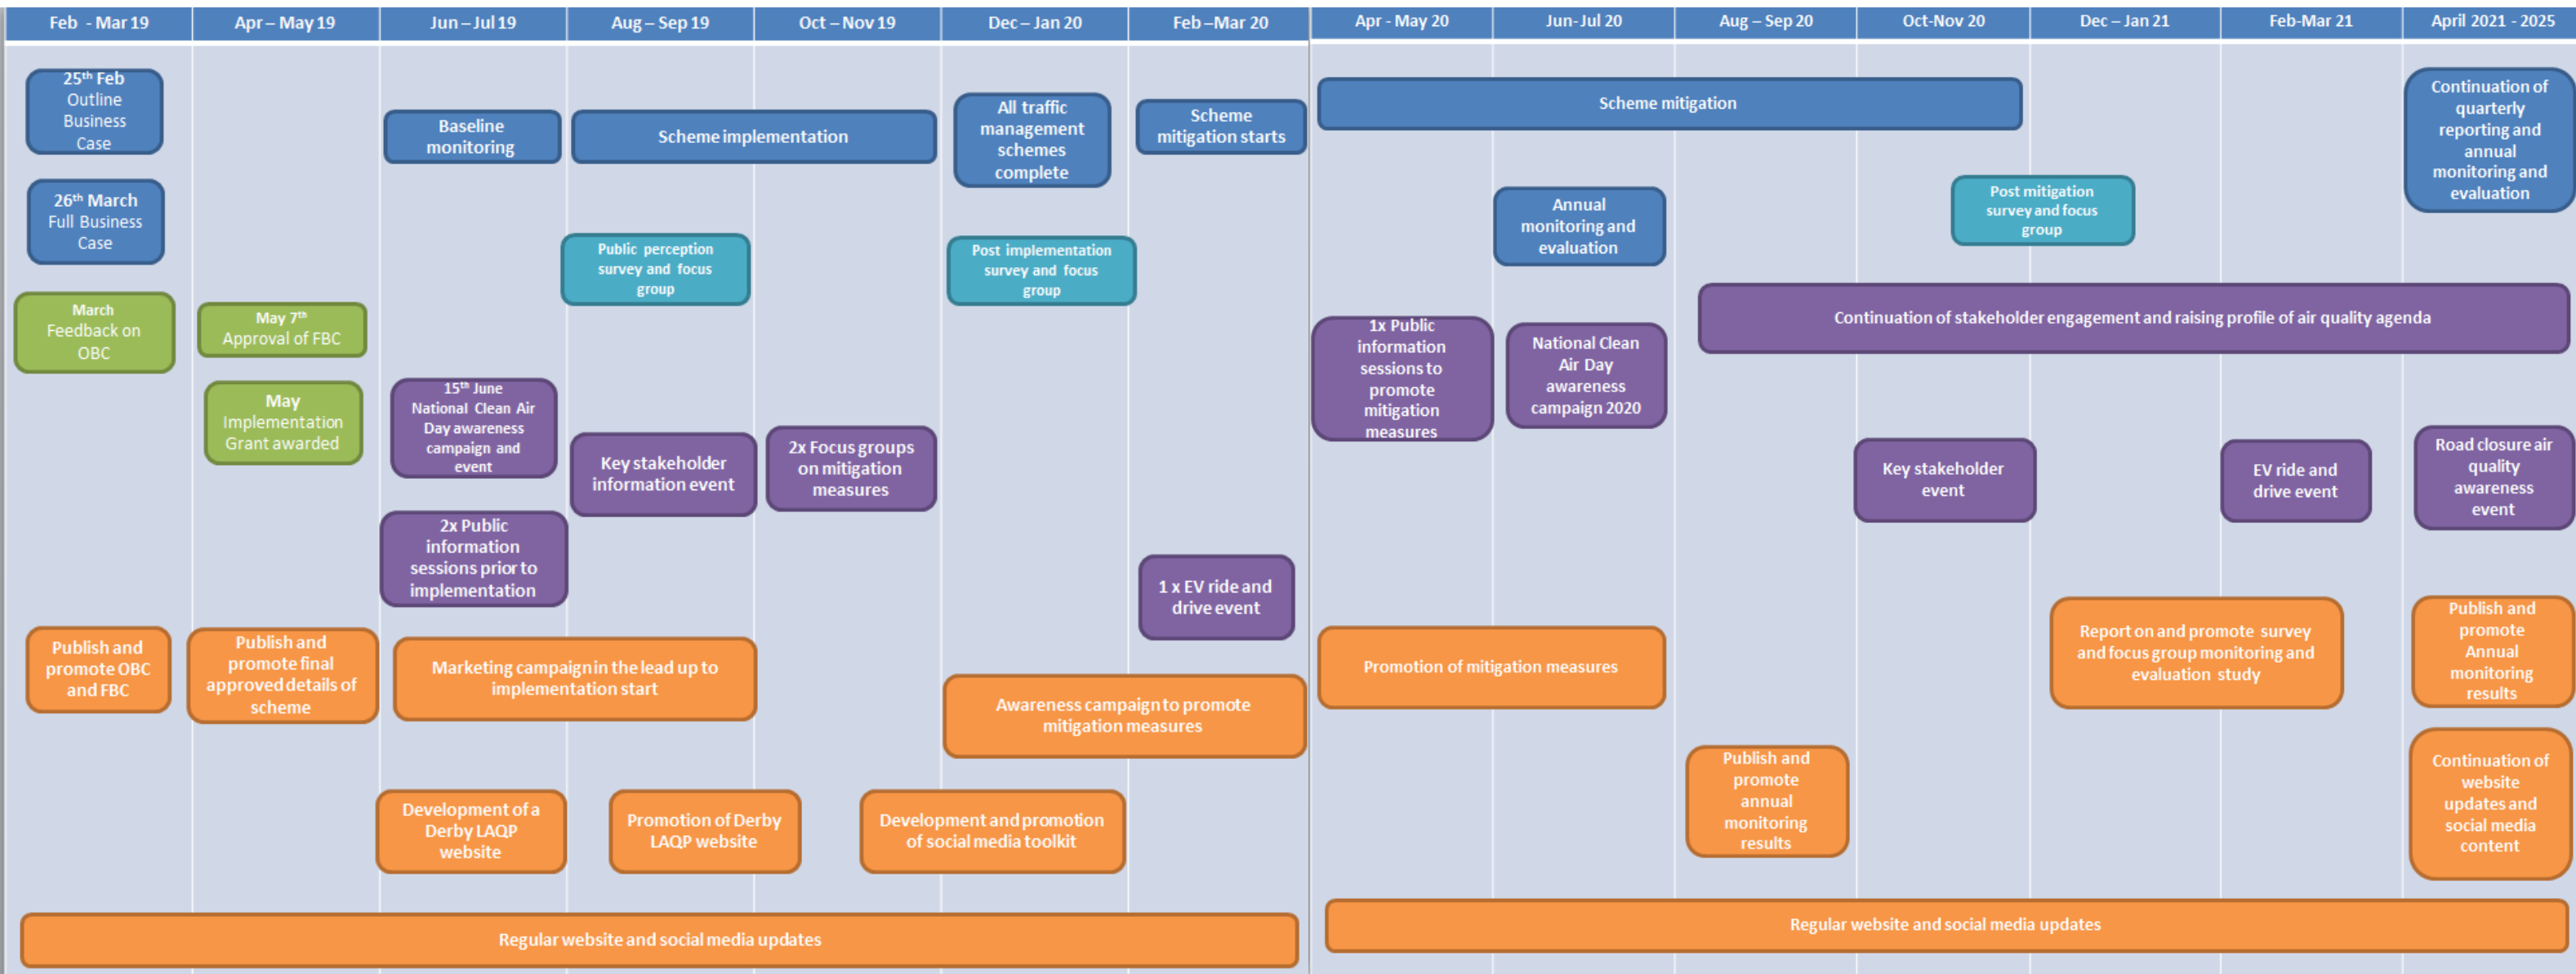 Feb - Mar 19
Apr – May 19
Jun – Jul 19
Aug – Sep 19
Oct – Nov 19
Dec – Jan 20
Feb –Mar 20
Apr - May 20
Jun- Jul 20
Aug – Sep 20
Oct-Nov 20
Dec – Jan 21
Feb-Mar 21
April 2021 - 2025
25th Feb
Outline
Business
Case
26th March
Full Business
Case
March
Feedback on
OBC
Publish and
promote OBC
and FBC
May 7th
Approval of FBC
May
Implementation
Grant awarded
Publish and
promote final
approved details of
scheme
Baseline
monitoring
15th June
National Clean Air
Day awareness
campaign and
event
2x Public
information
sessions prior to
implementation
Marketing campaign in the lead up to
implementation start
Development of a
Derby LAQP
website
Scheme implementation
Public perception
survey and focus
group
Key stakeholder
information event
Promotion of Derby
LAQP website
2x Focus groups
on mitigation
measures
Development and promotion
of social media toolkit
All traffic
management
schemes
complete
Post implementation
survey and focus
group
Awareness campaign to promote
mitigation measures
Scheme
mitigation starts
1 x EV ride and
drive event
Regular website and social media updates
Scheme mitigation
1x Public
information
sessions to
promote
mitigation
measures
Promotion of mitigation measures
Annual
monitoring and
evaluation
National Clean
Air Day
awareness
campaign 2020
Continuation of stakeholder engagement and raising profile of air quality agenda
Publish and
promote
annual
monitoring
results
Post mitigation
survey and focus
group
Key stakeholder
event
Report on and promote survey
and focus group monitoring and
evaluation study
EV ride and
drive event
Continuation of
quarterly
reporting and
annual
monitoring and
evaluation
Road closure air
quality
awareness
event
Publish and
promote
Annual
monitoring
results
Continuation of
website
updates and
social media
content
Regular website and social media updates